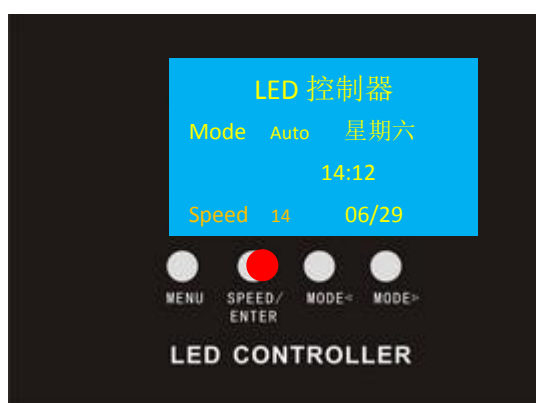 LED 控制器
Mode Auto 星期六
14:12
Speed 14 06/29
MENU SPEED/ENTER MODE< MODE>
LED CONTROLLER